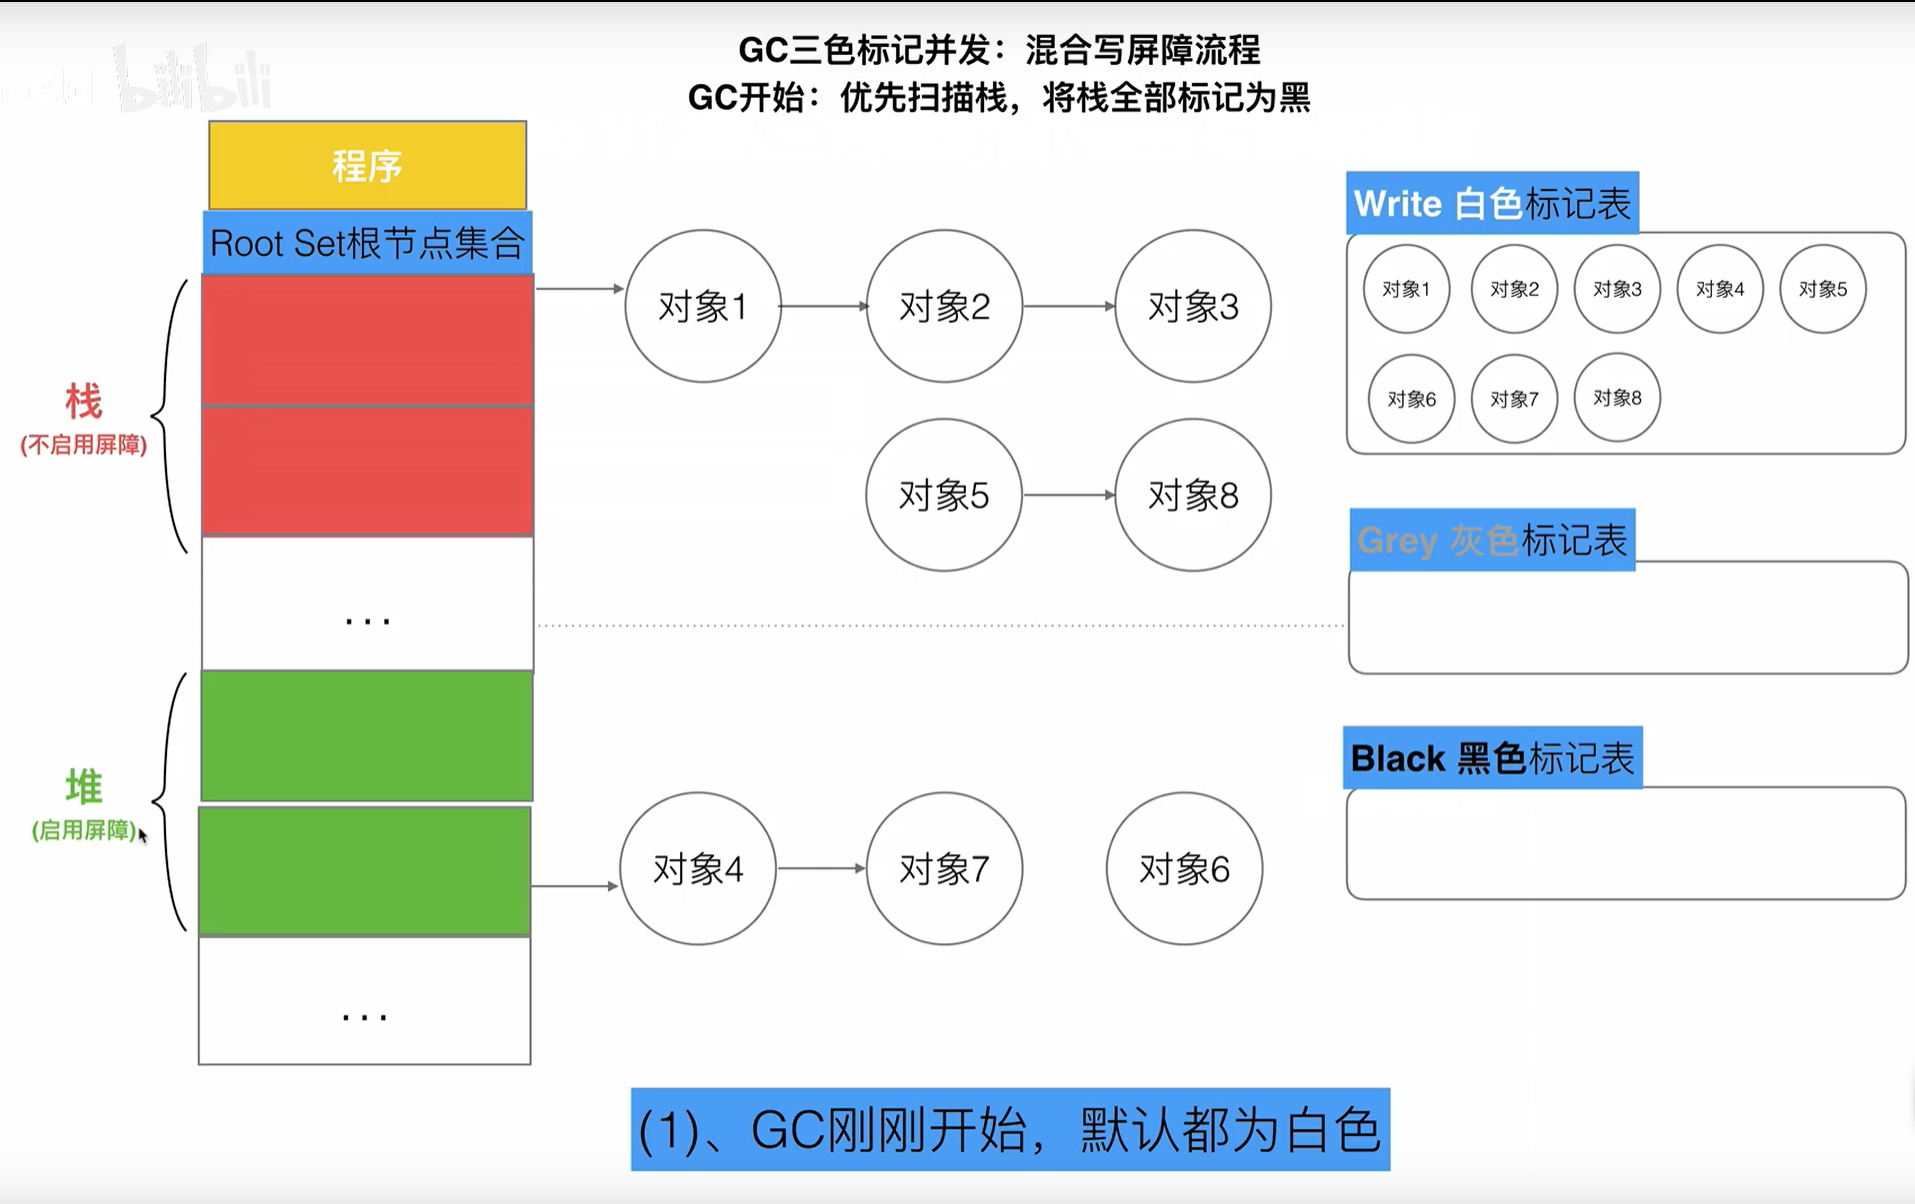 bilibili
GC三色标记并发：混合写屏障流程
GC开始：优先扫描栈，将栈全部标记为黑
程序
Root Set根节点集合
栈
(不启用屏障)
...
堆
(启用屏障)
...
对象1
对象2
对象3
对象5
对象8
对象4
对象7
对象6
Write 白色标记表
对象1
对象2
对象3
对象4
对象5
对象6
对象7
对象8
Grey 灰色标记表
Black 黑色标记表
(1)、GC刚刚开始，默认都为白色